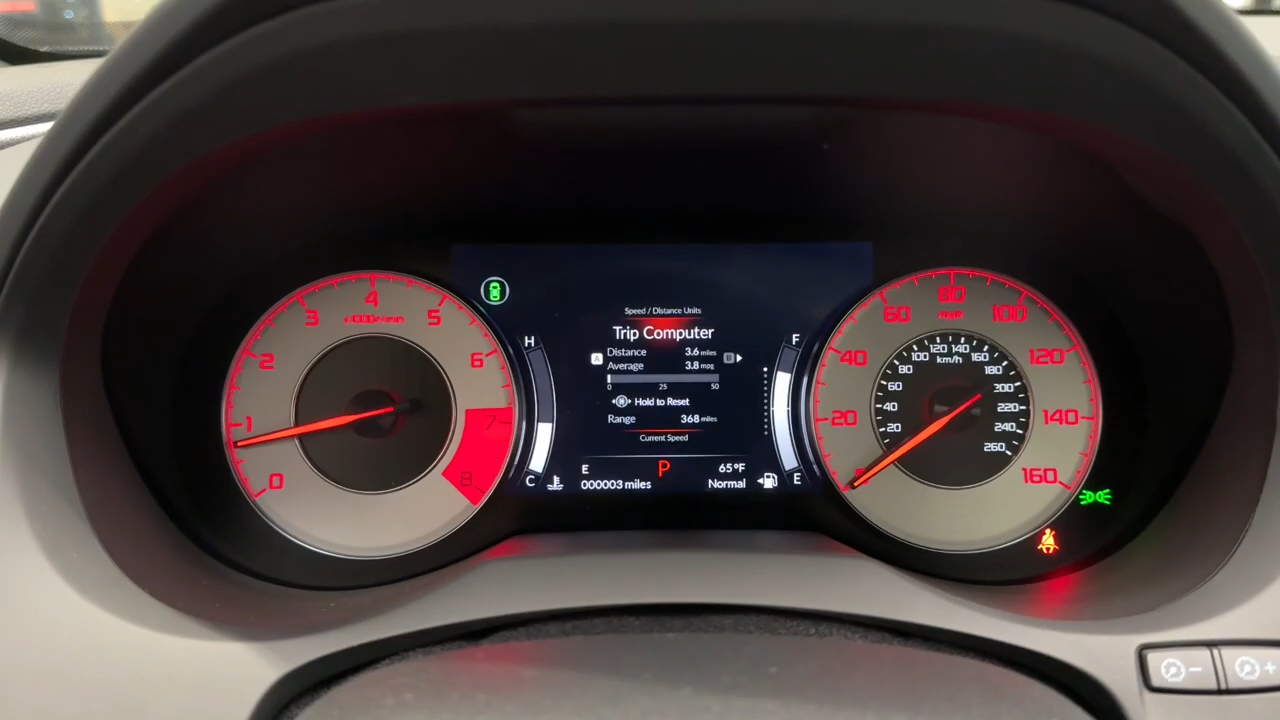 4
3
5
2
6
1
7
0
8
x1000r/min
H
C
Speed / Distance Units
Trip Computer
A Distance 3.6 miles B
Average 3.8 mpg
0 25 50
H Hold to Reset
Range 368 miles
Current Speed
E P 65°F
000003 miles Normal
F
E
80
60 mph 100
40 120
20 140
160
120 140
100 160
km/h
80 180
60 200
40 220
20 240
260